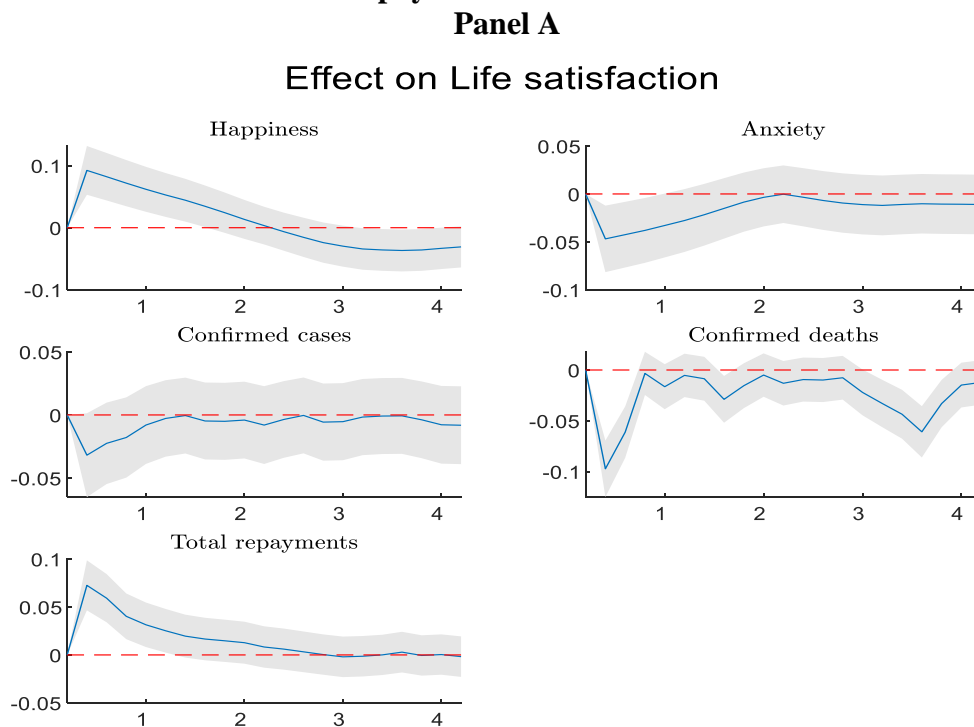 Panel A
Effect on Life satisfaction
Happiness
0.1
0
-0.1
1 2 3 4
Anxiety
0.05
0
-0.05
-0.1
1 2 3 4
Confirmed cases
0.05
0
-0.05
1 2 3 4
Confirmed deaths
0
-0.05
-0.1
1 2 3 4
Total repayments
0.1
0.05
0
-0.05
1 2 3 4